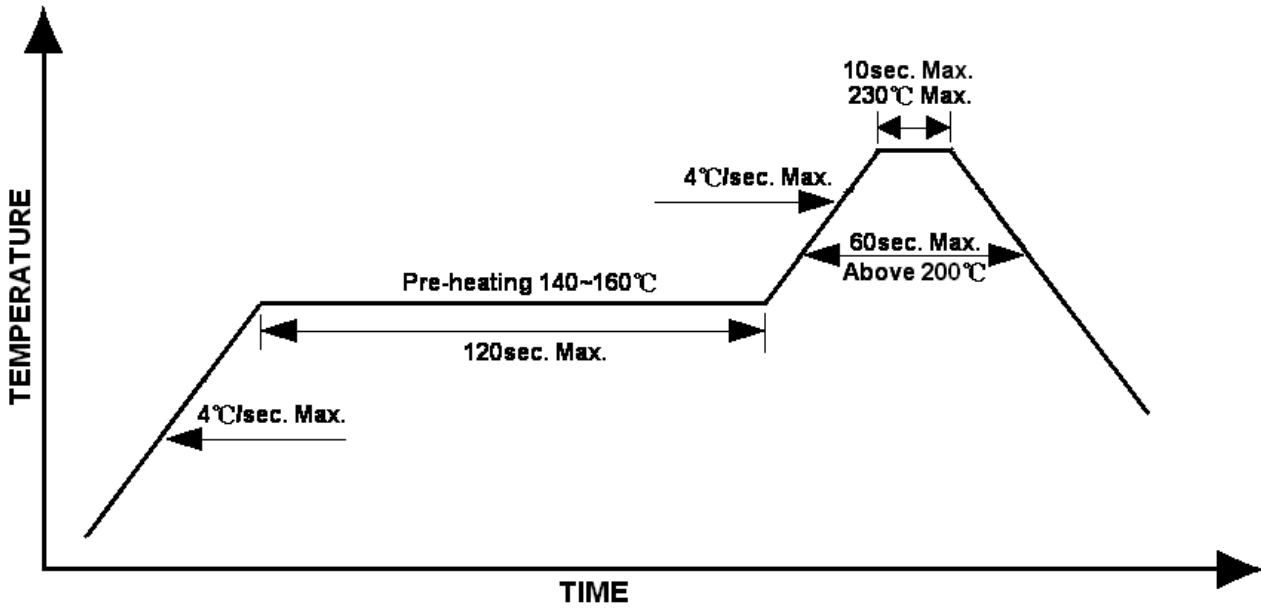 10sec. Max.
230℃ Max.
4℃/sec. Max.
60sec. Max.
Above 200℃
Pre-heating 140~160℃
120sec. Max.
4℃/sec. Max.
TEMPERATURE
TIME